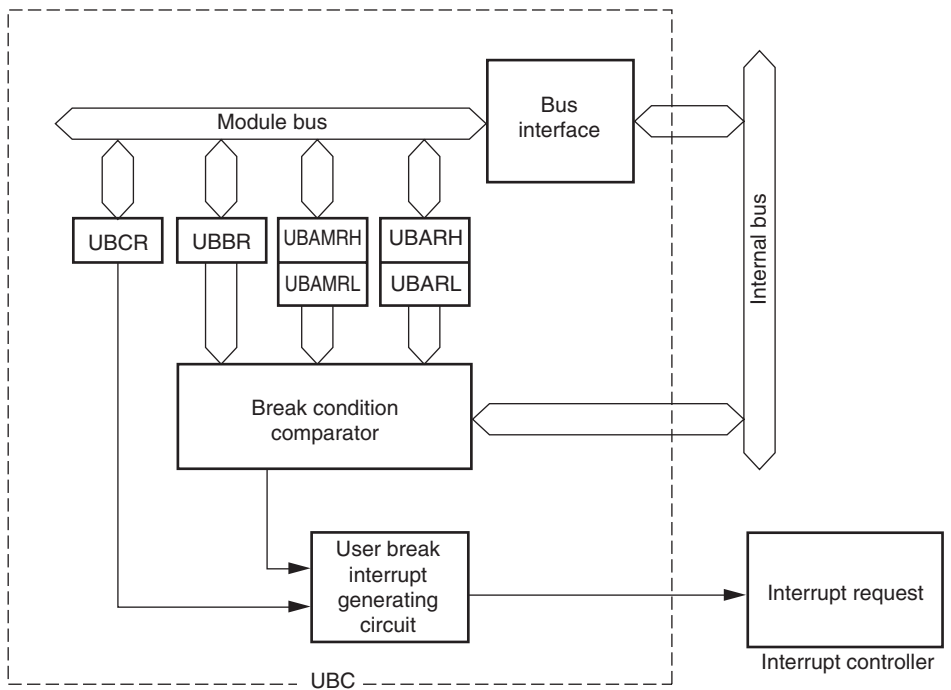 Bus
interface
Module bus
Internal bus
UBCR
UBBR
UBAMRH
UBARH
UBAMRL
UBARL
Break condition
comparator
User break
interrupt
generating
circuit
Interrupt request
Interrupt controller
UBC